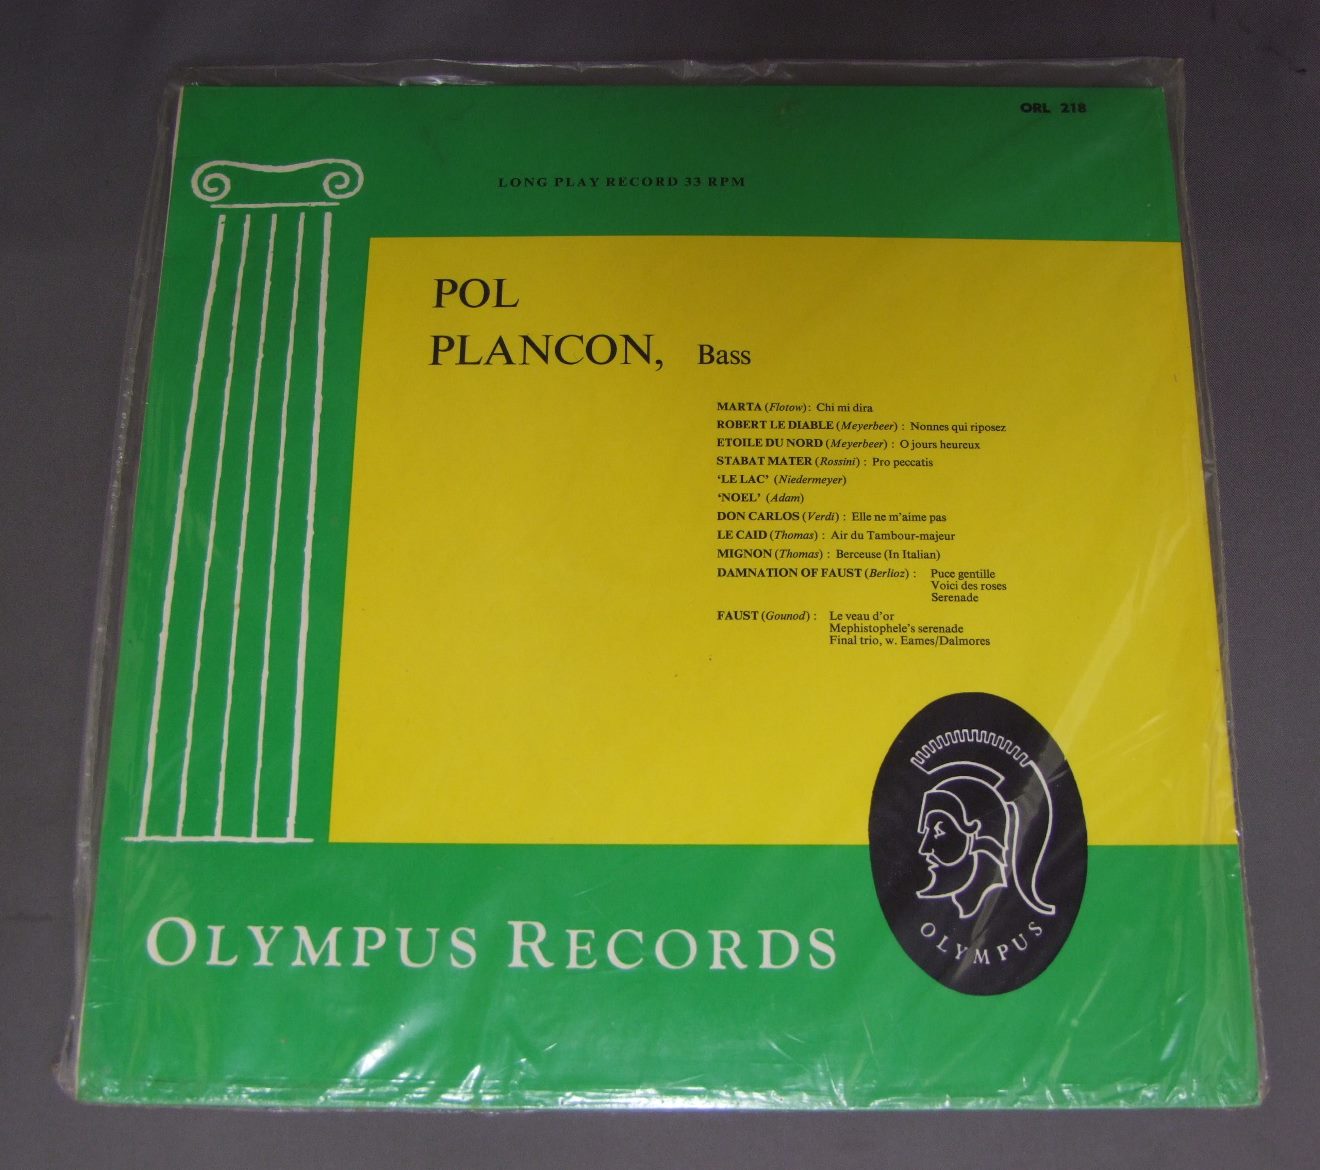 ORL 218
LONG PLAY RECORD 33 RPM
POL
PLANCON, Bass
MARTA (Flotow): Chi mi dira
ROBERT LE DIABLE (Meyerbeer) : Nonnes qui riposez
ETOILE DU NORD (Meyerbeer) : O jours heureux
STABAT MATER (Rossini) : Pro peccatis
‘LE LAC’ (Niedermeyer)
‘NOEL’ (Adam)
DON CARLOS (Verdi) : Elle ne m'aime pas
LE CAID (Thomas) : Air du Tambour-majeur
MIGNON (Thomas) : Berceuse (In Italian)
DAMNATION OF FAUST (Berlioz) : Puce gentille
Voici des roses
Serenade
FAUST (Gounod) : Le veau d'or
Mephistophele's serenade
Final trio, w. Eames/Dalmores
OLYMPUS
OLYMPUS RECORDS